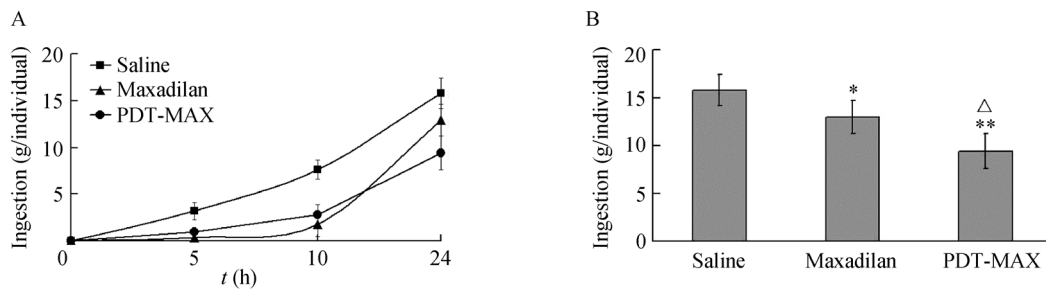 A
Ingestion (g/individual)
20
15
10
5
0
5
10
24
t (h)
Saline
Maxadilan
PDT-MAX
B
Ingestion (g/individual)
20
15
10
5
0
*
△
**
Saline Maxadilan PDT-MAX